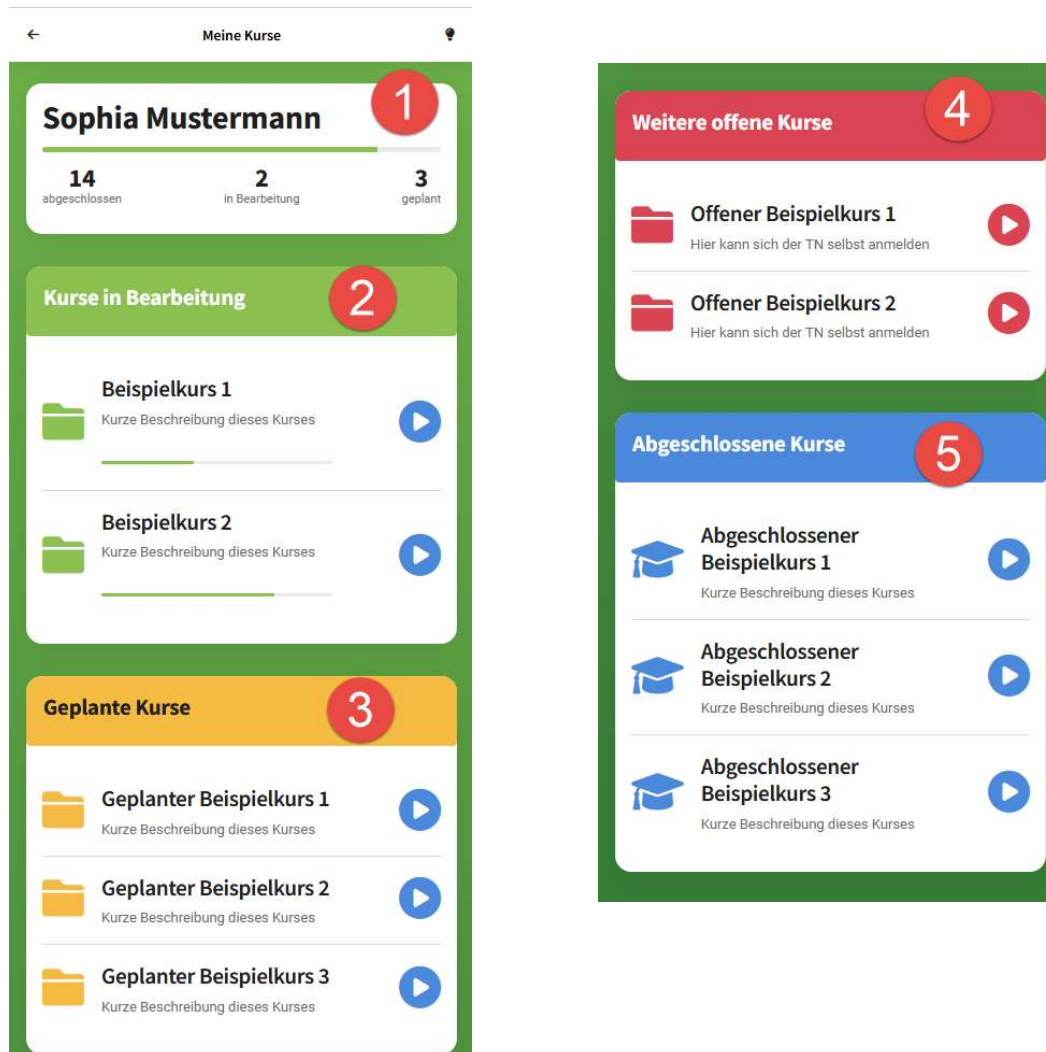 Meine Kurse
Sophia Mustermann
1
14
2
3
abgeschlossen
in Bearbeitung
geplant
Kurse in Bearbeitung
2
Beispielkurs 1
Kurze Beschreibung dieses Kurses
Beispielkurs 2
Kurze Beschreibung dieses Kurses
Geplante Kurse
3
Geplanter Beispielkurs 1
Kurze Beschreibung dieses Kurses
Geplanter Beispielkurs 2
Kurze Beschreibung dieses Kurses
Geplanter Beispielkurs 3
Kurze Beschreibung dieses Kurses
Weitere offene Kurse
4
Offener Beispielkurs 1
Hier kann sich der TN selbst anmelden
Offener Beispielkurs 2
Hier kann sich der TN selbst anmelden
Abgeschlossene Kurse
5
Abgeschlossener
Beispielkurs 1
Kurze Beschreibung dieses Kurses
Abgeschlossener
Beispielkurs 2
Kurze Beschreibung dieses Kurses
Abgeschlossener
Beispielkurs 3
Kurze Beschreibung dieses Kurses